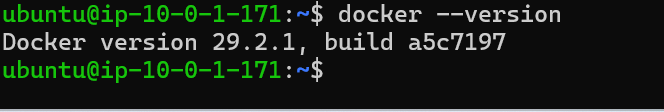 ubuntu@ip-10-0-1-171:~$ docker --version
Docker version 29.2.1, build a5c7197
ubuntu@ip-10-0-1-171:~$